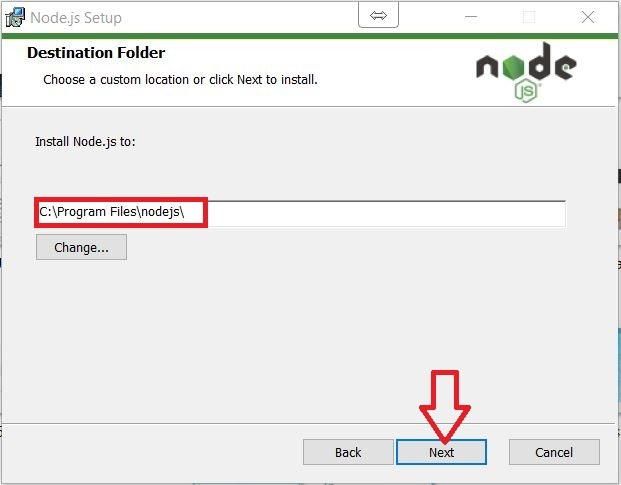 Node.js Setup
Destination Folder
Choose a custom location or click Next to install.
node
JS
Install Node.js to:
C:\Program Files\nodejs\
Change...
Back
Next
Cancel